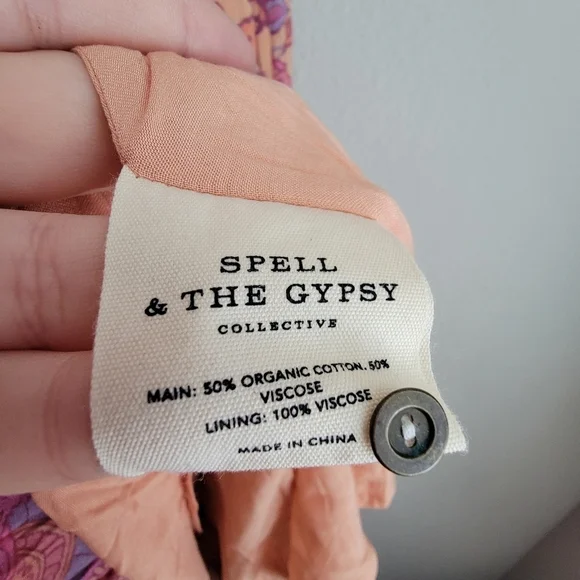 SPELL
& THE GYPSY
COLLECTIVE
MAIN: 50% ORGANIC COTTON. 50%
VISCOSE
LINING: 100% VISCOSE
MADE IN CHINA